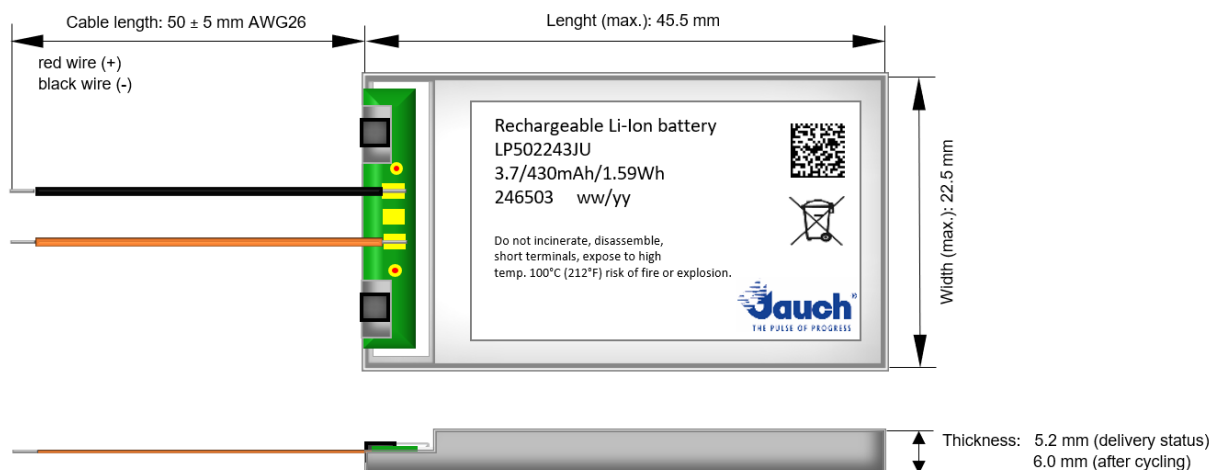 Cable length: 50 ± 5 mm AWG26
Lenght (max.): 45.5 mm
red wire (+)
black wire (-)
Rechargeable Li-Ion battery
LP502243JU
3.7/430mAh/1.59Wh
246503 ww/yy
Do not incinerate, disassemble,
short terminals, expose to high
temp. 100°C (212°F) risk of fire or explosion.
Jauch®
THE PULSE OF PROGRESS
Width (max.): 22.5 mm
Thickness: 5.2 mm (delivery status)
6.0 mm (after cycling)